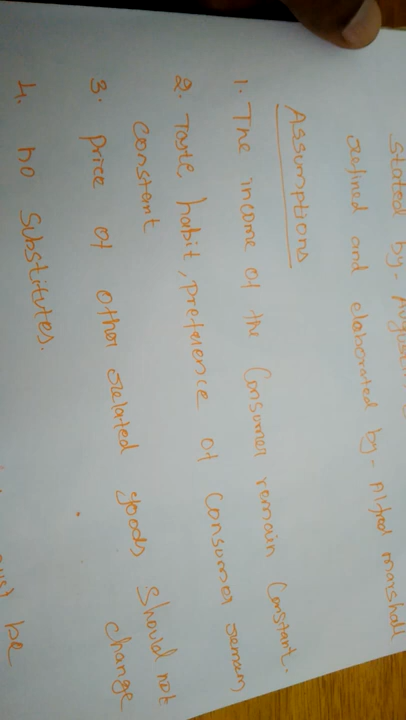 stated by-
refined and elaborated by- Alfred marshall
Assumptions
1. The income of the Consumer remain Constant.
2. Taste, habit, preference of Consumer remain
Constant
3. Price of other related goods should not
change
4. no substitutes.
be